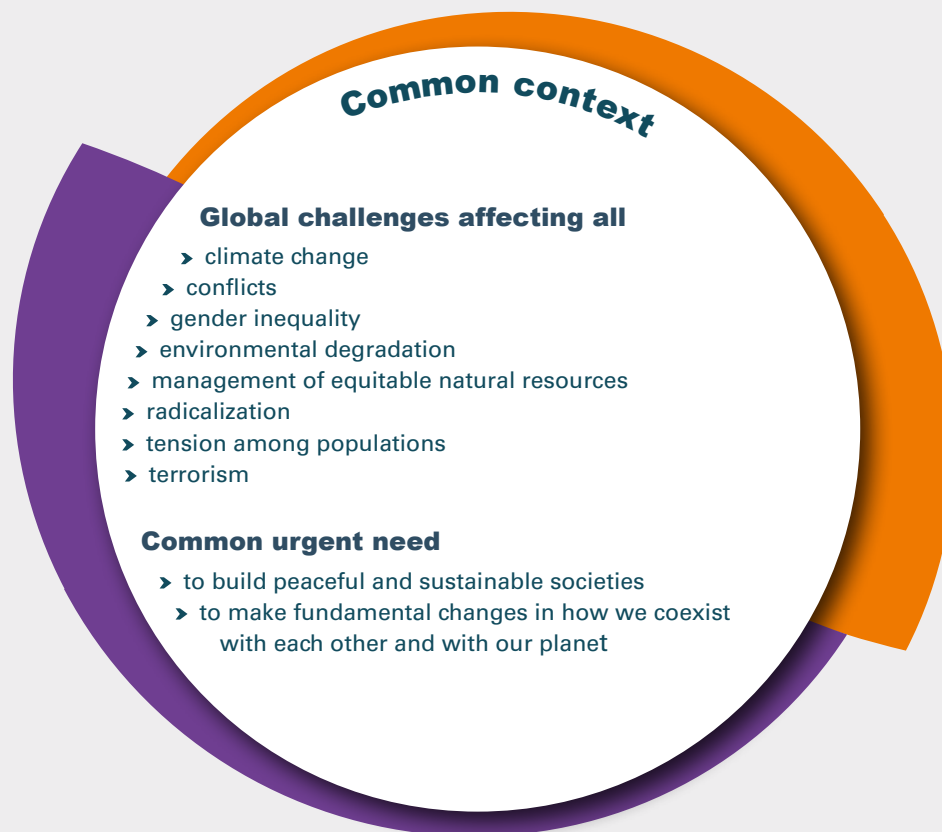 Common context
Global challenges affecting all
climate change
conflicts
gender inequality
environmental degradation
management of equitable natural resources
radicalization
tension among populations
terrorism
Common urgent need
to build peaceful and sustainable societies
to make fundamental changes in how we coexist
with each other and with our planet